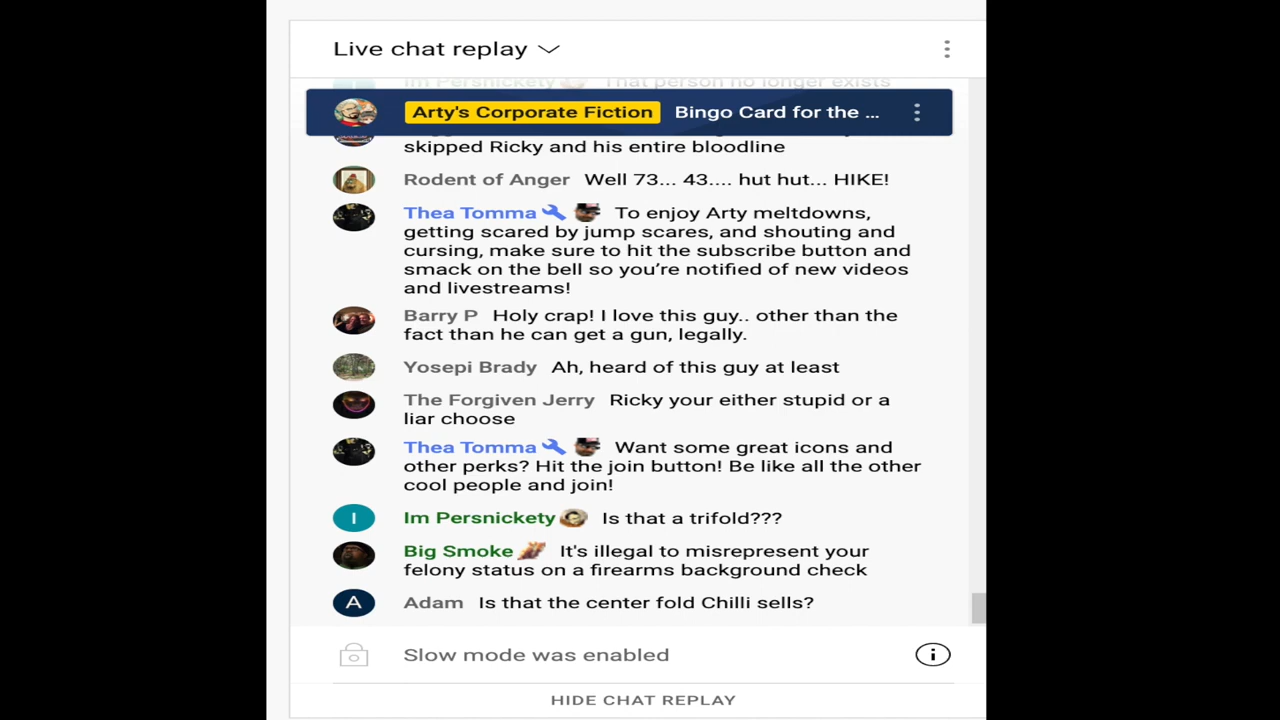 Live chat replay
Im Persnickety That person no longer exists
Arty's Corporate Fiction Bingo Card for the ...
skipped Ricky and his entire bloodline
Rodent of Anger Well 73... 43.... hut hut... HIKE!
Thea Tomma To enjoy Arty meltdowns,
getting scared by jump scares, and shouting and
cursing, make sure to hit the subscribe button and
smack on the bell so you’re notified of new videos
and livestreams!
Barry P Holy crap! I love this guy.. other than the
fact than he can get a gun, legally.
Yosepi Brady Ah, heard of this guy at least
The Forgiven Jerry Ricky your either stupid or a
liar choose
Thea Tomma Want some great icons and
other perks? Hit the join button! Be like all the other
cool people and join!
I Im Persnickety Is that a trifold???
Big Smoke It's illegal to misrepresent your
felony status on a firearms background check
A Adam Is that the center fold Chilli sells?
Slow mode was enabled
HIDE CHAT REPLAY